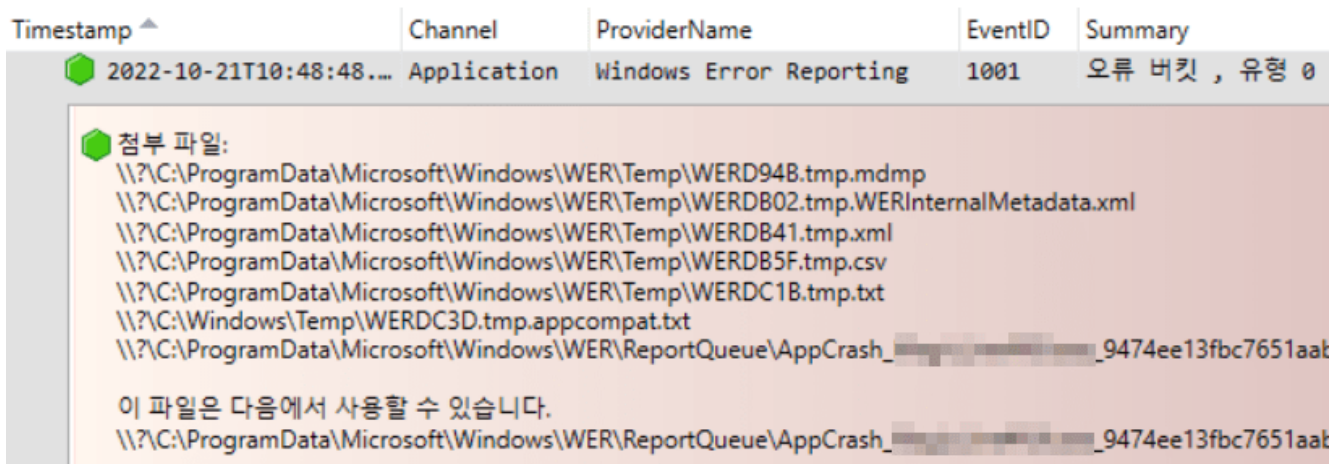 Timestamp Channel ProviderName EventID Summary
2022-10-21T10:48:48.... Application Windows Error Reporting 1001 오류 버킷 , 유형 0
첨부 파일:
\\?\C:\ProgramData\Microsoft\Windows\WER\Temp\WERD94B.tmp.mdmp
\\?\C:\ProgramData\Microsoft\Windows\WER\Temp\WERDB02.tmp.WERInternalMetadata.xml
\\?\C:\ProgramData\Microsoft\Windows\WER\Temp\WERDB41.tmp.xml
\\?\C:\ProgramData\Microsoft\Windows\WER\Temp\WERDB5F.tmp.csv
\\?\C:\ProgramData\Microsoft\Windows\WER\Temp\WERDC1B.tmp.txt
\\?\C:\Windows\Temp\WERDC3D.tmp.appcompat.txt
\\?\C:\ProgramData\Microsoft\Windows\WER\ReportQueue\AppCrash_ _9474ee13fbc7651aab
이 파일은 다음에서 사용할 수 있습니다.
\\?\C:\ProgramData\Microsoft\Windows\WER\ReportQueue\AppCrash_ _9474ee13fbc7651aab